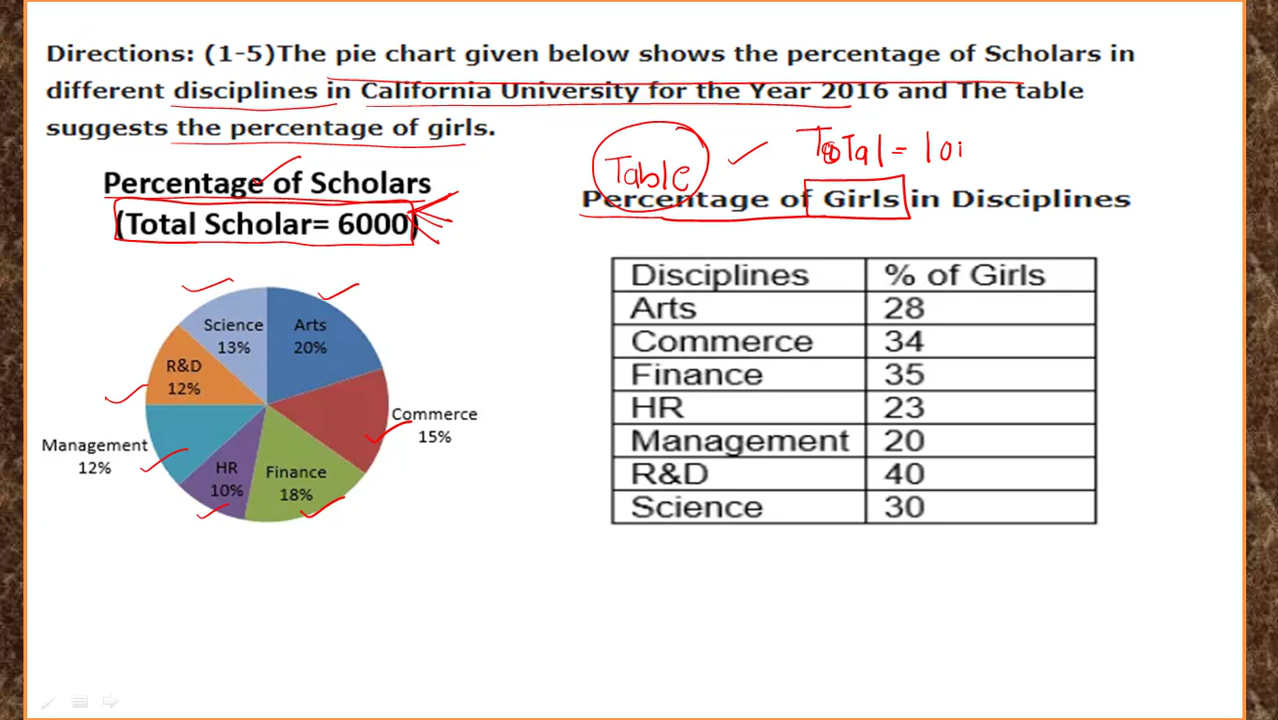 Directions: (1-5)The pie chart given below shows the percentage of Scholars in
different disciplines in California University for the Year 2016 and The table
suggests the percentage of girls.
Table
Total = 10
Percentage of Scholars
(Total Scholar= 6000)
Percentage of Girls in Disciplines
Science
13%
Arts
20%
R&D
12%
Commerce
15%
Management
12%
HR
10%
Finance
18%
Disciplines % of Girls
Arts 28
Commerce 34
Finance 35
HR 23
Management 20
R&D 40
Science 30